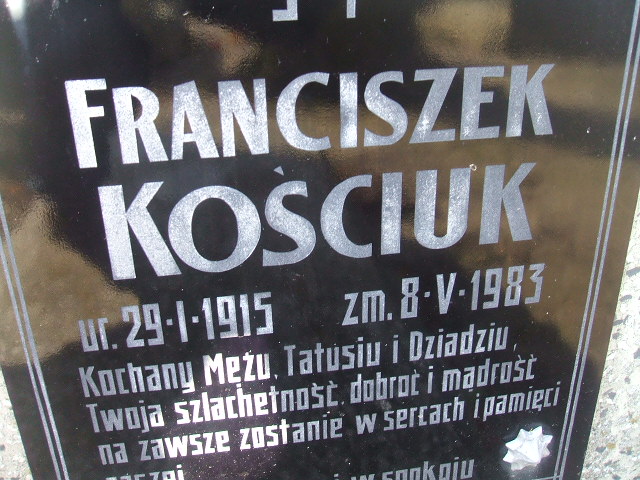 Ś P
FRANCISZEK
KOŚCIUK
ur. 29·I·1915 zm. 8·V·1983
Kochany Mężu, Tatusiu i Dziadziu,
Twoja szlachetność, dobroć i mądrość
na zawsze zostanie w sercach i pamięci
w spokoju